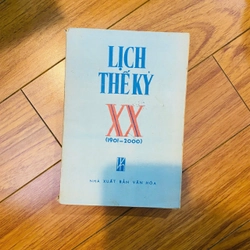 LỊCH
THẾ KỶ
XX
(1901-2000)
NHÀ XUẤT BẢN VĂN HÓA